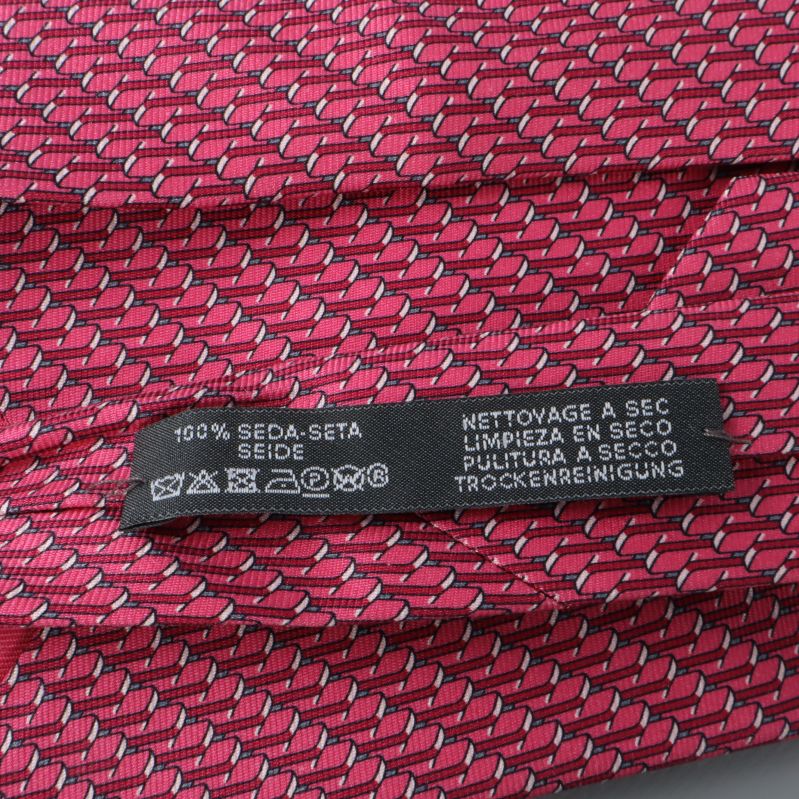 100% SEDA-SETA
SEIDE
NETTOYAGE A SEC
LIMPIEZA EN SECO
PULITURA A SECCO
TROCKENREINIGUNG